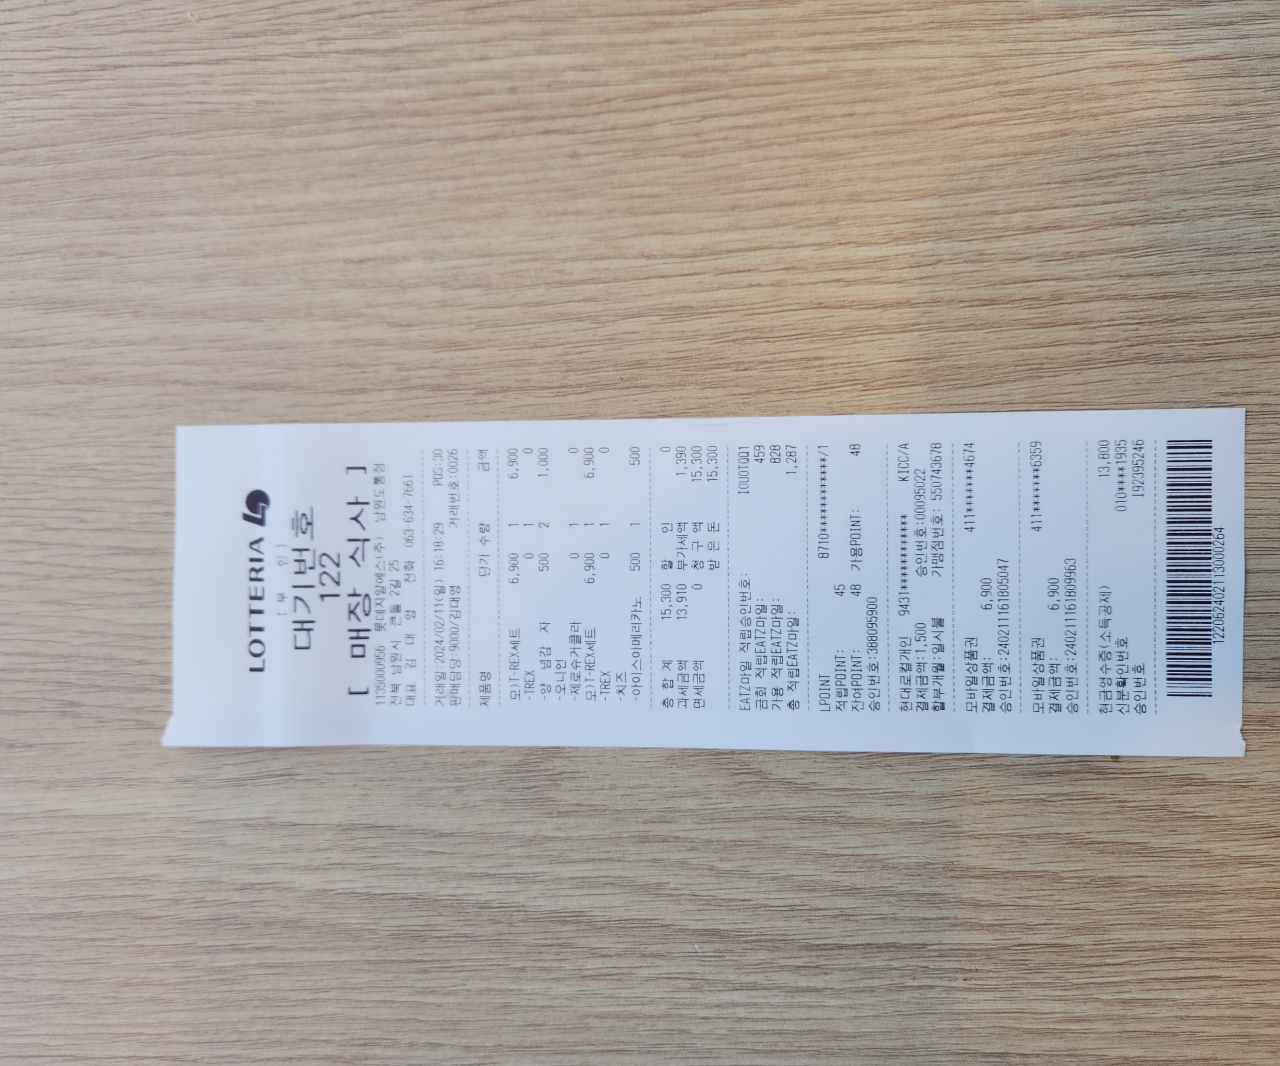 LOTTERIA
[ 무 인 ]
대기번호
122
[ 매장 식사 ]
1135000956 롯데지알에스(주) 남원도통점
전북 남원시 큰들 2길 25
대표 김 대 영 전화 063-634-7661
거래일:2024/02/11(일) 16:18:29 POS:30
판매담당:9000/김대영 거래번호:0026
제품명 단가 수량 금액
모)T-REX세트 6,900 1 6,900
-TREX 0 1 0
-양 념감 자 500 2 1,000
-오니언
-제로슈거콜라 0 1 0
모)T-REX세트 6,900 1 6,900
-TREX 0 1 0
-치즈
-아이스아메리카노 500 1 500
총 합 계 15,300 할 인 0
과세금액 13,910 부가세액 1,390
면세금액 0 청 구 액 15,300
받 은 돈 15,300
EATZ마일 적립승인번호: IOUOTQQ1
금회 적립EATZ마일: 459
가용 적립EATZ마일: 828
총 적립EATZ마일: 1,287
LPOINT 8710************/1
적립POINT: 45
잔여POINT: 48 가용POINT: 48
승인번호:388095900
현대로컬개인 9431************ KICC/A
결제금액:1,500 승인번호:00095022
할부개월:일시불 가맹점번호: 550743678
모바일상품권 411*******4674
결제금액: 6,900
승인번호:240211161805047
모바일상품권 411*******6359
결제금액: 6,900
승인번호:240211161809963
현금영수증(소득공제) 13,800
신분확인번호 010****1935
승인번호 192395246
1220624021130002​64